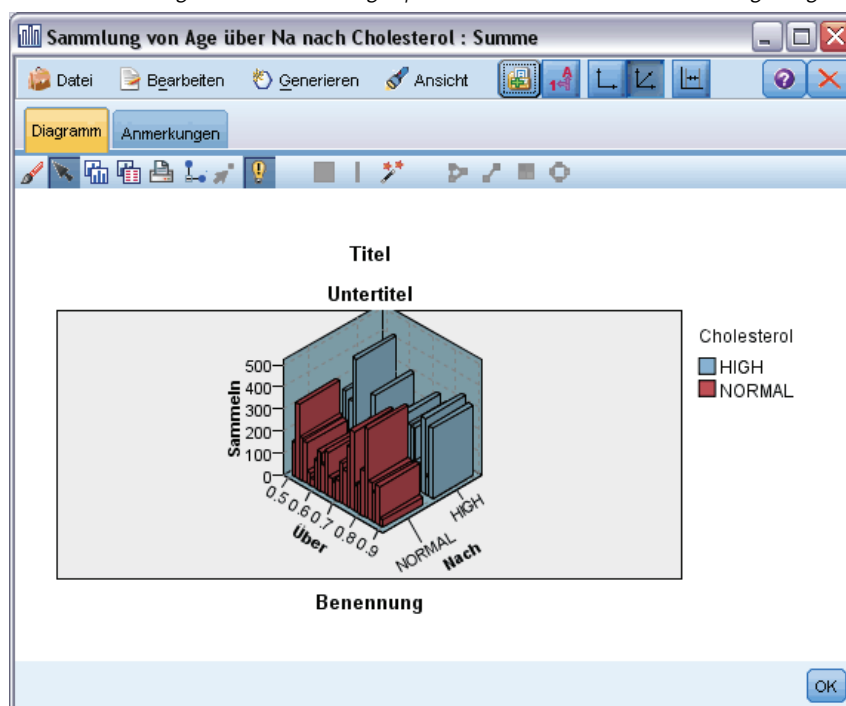 Sammlung von Age über Na nach Cholesterol : Summe
Datei Bearbeiten Generieren Ansicht
Diagramm Anmerkungen
Titel
Untertitel
Cholesterol
HIGH
NORMAL
500
400
300
200
100
0
Sammeln
0.5 0.6 0.7 0.8 0.9
Über
NORMAL HIGH
Nach
Benennung
OK